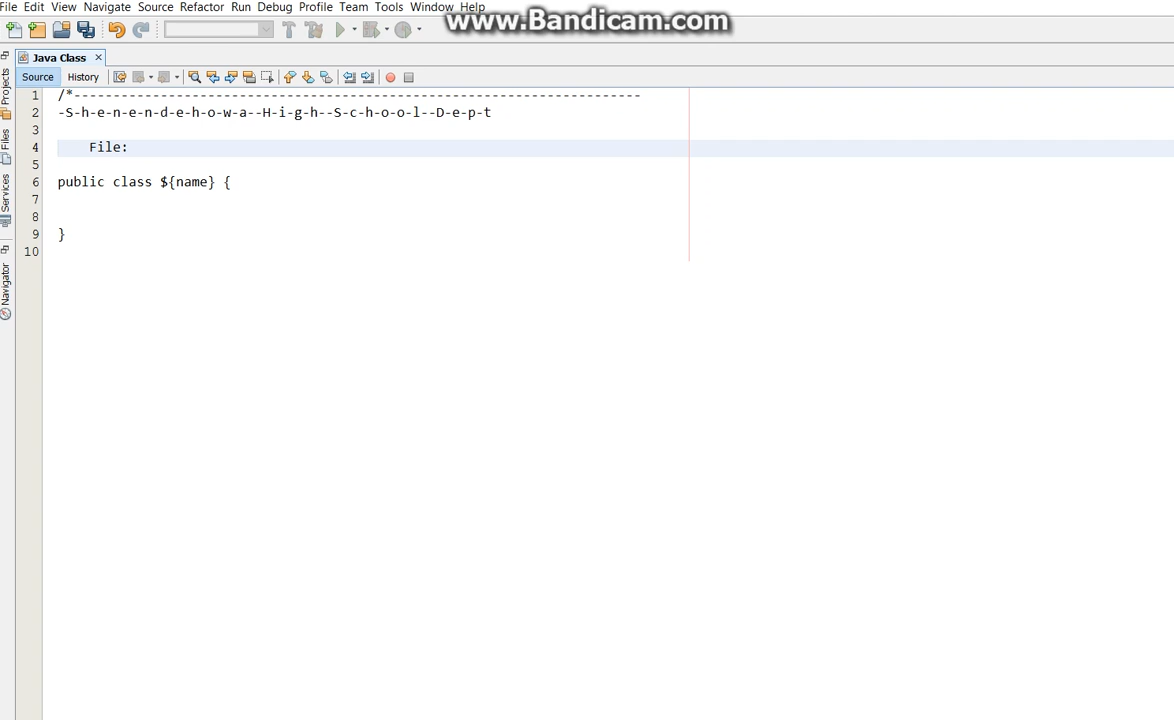 File Edit View Navigate Source Refactor Run Debug Profile Team Tools Window Help
www.Bandicam.com
Java Class
Source History
Projects
Files
Services
Navigator
1 /*------------------------------------------------------------------------
2 -S-h-e-n-e-n-d-e-h-o-w-a--H-i-g-h--S-c-h-o-o-l--D-e-p-t
3
4 File:
5
6 public class ${name} {
7
8
9 }
10